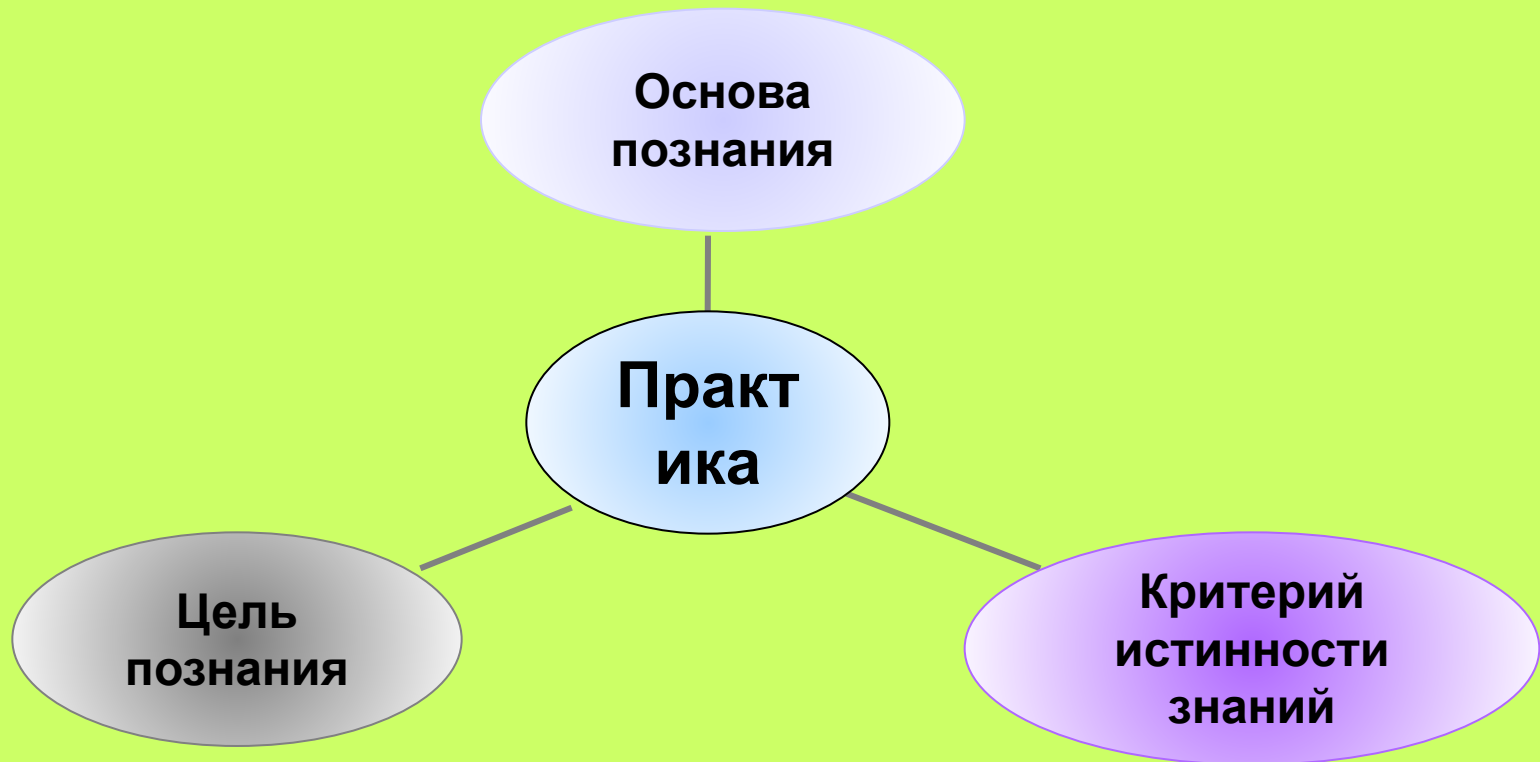 Основа
познания
Практ
ика
Цель
познания
Критерий
истинности
знаний